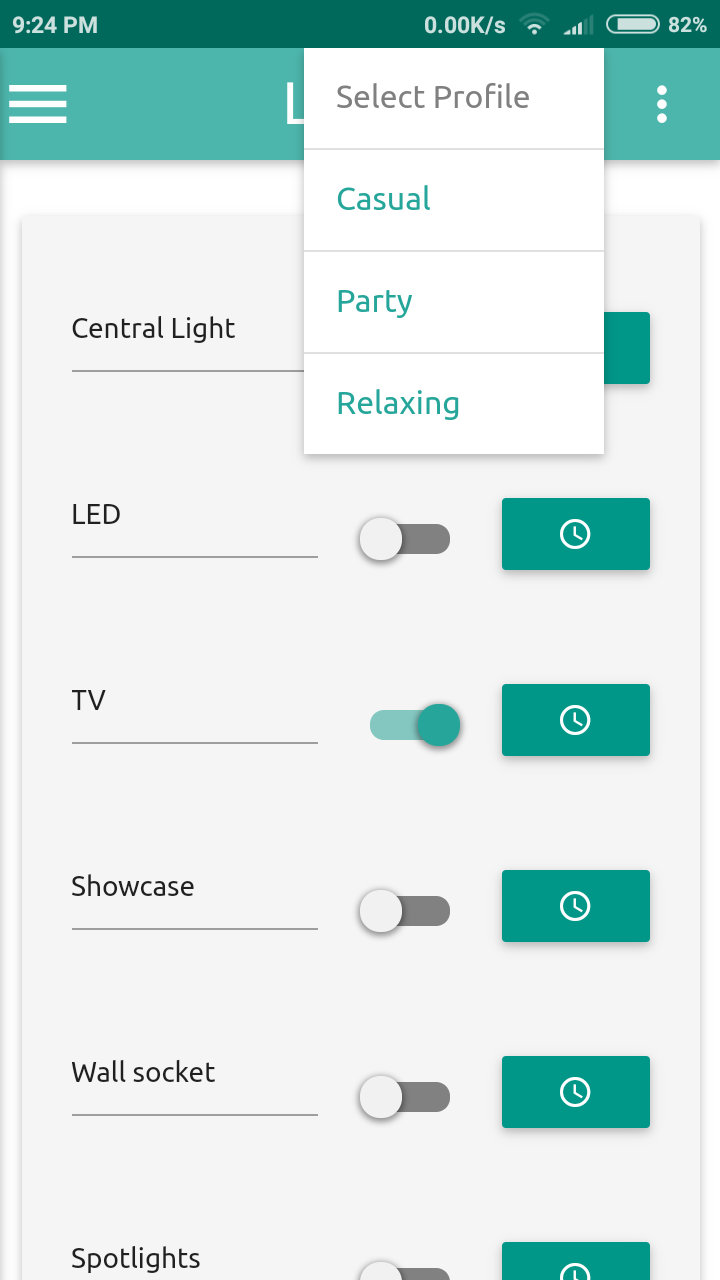 9:24 PM 0.00K/s 82%
L
Select Profile
Casual
Party
Relaxing
Central Light
LED
TV
Showcase
Wall socket
Spotlights